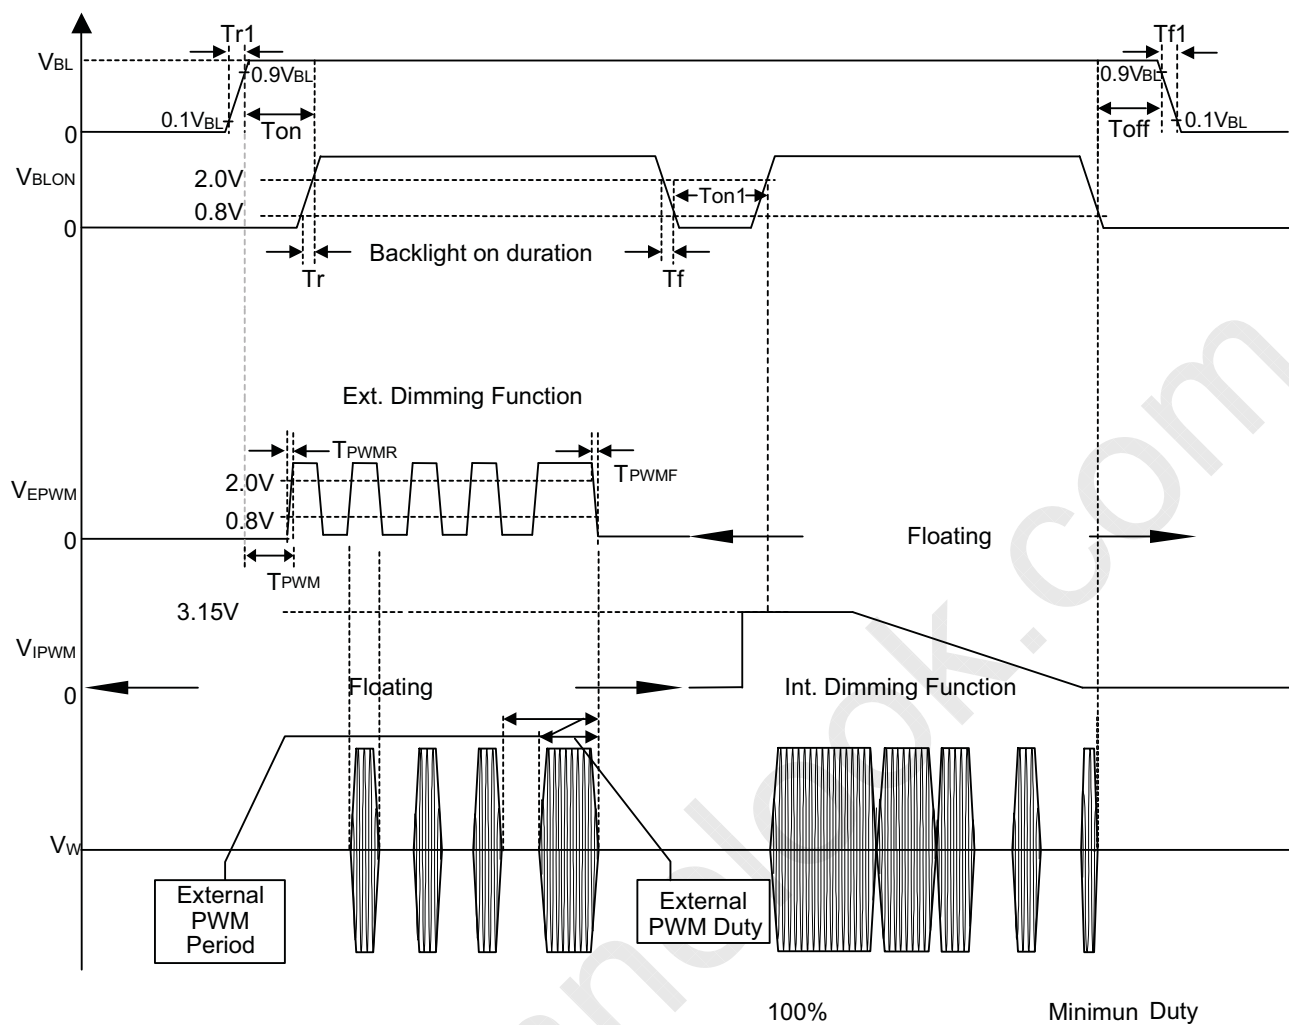 Tr1
Tf1
VBL
0.9VBL
0.9VBL
0.1VBL
Ton
Toff
0.1VBL
0
VBLON
2.0V
Ton1
0.8V
0
Backlight on duration
Tr
Tf
Ext. Dimming Function
TPWMR
TPWMF
VEPWM
2.0V
0.8V
0
Floating
TPWM
3.15V
VIPWM
0
Floating
Int. Dimming Function
VW
External
PWM
Period
External
PWM Duty
100%
Minimun Duty